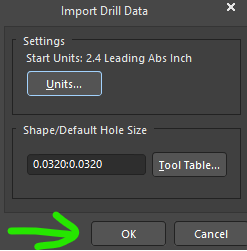 Import Drill Data
Settings
Start Units: 2.4 Leading Abs Inch
Units...
Shape/Default Hole Size
0.0320:0.0320
Tool Table...
OK
Cancel